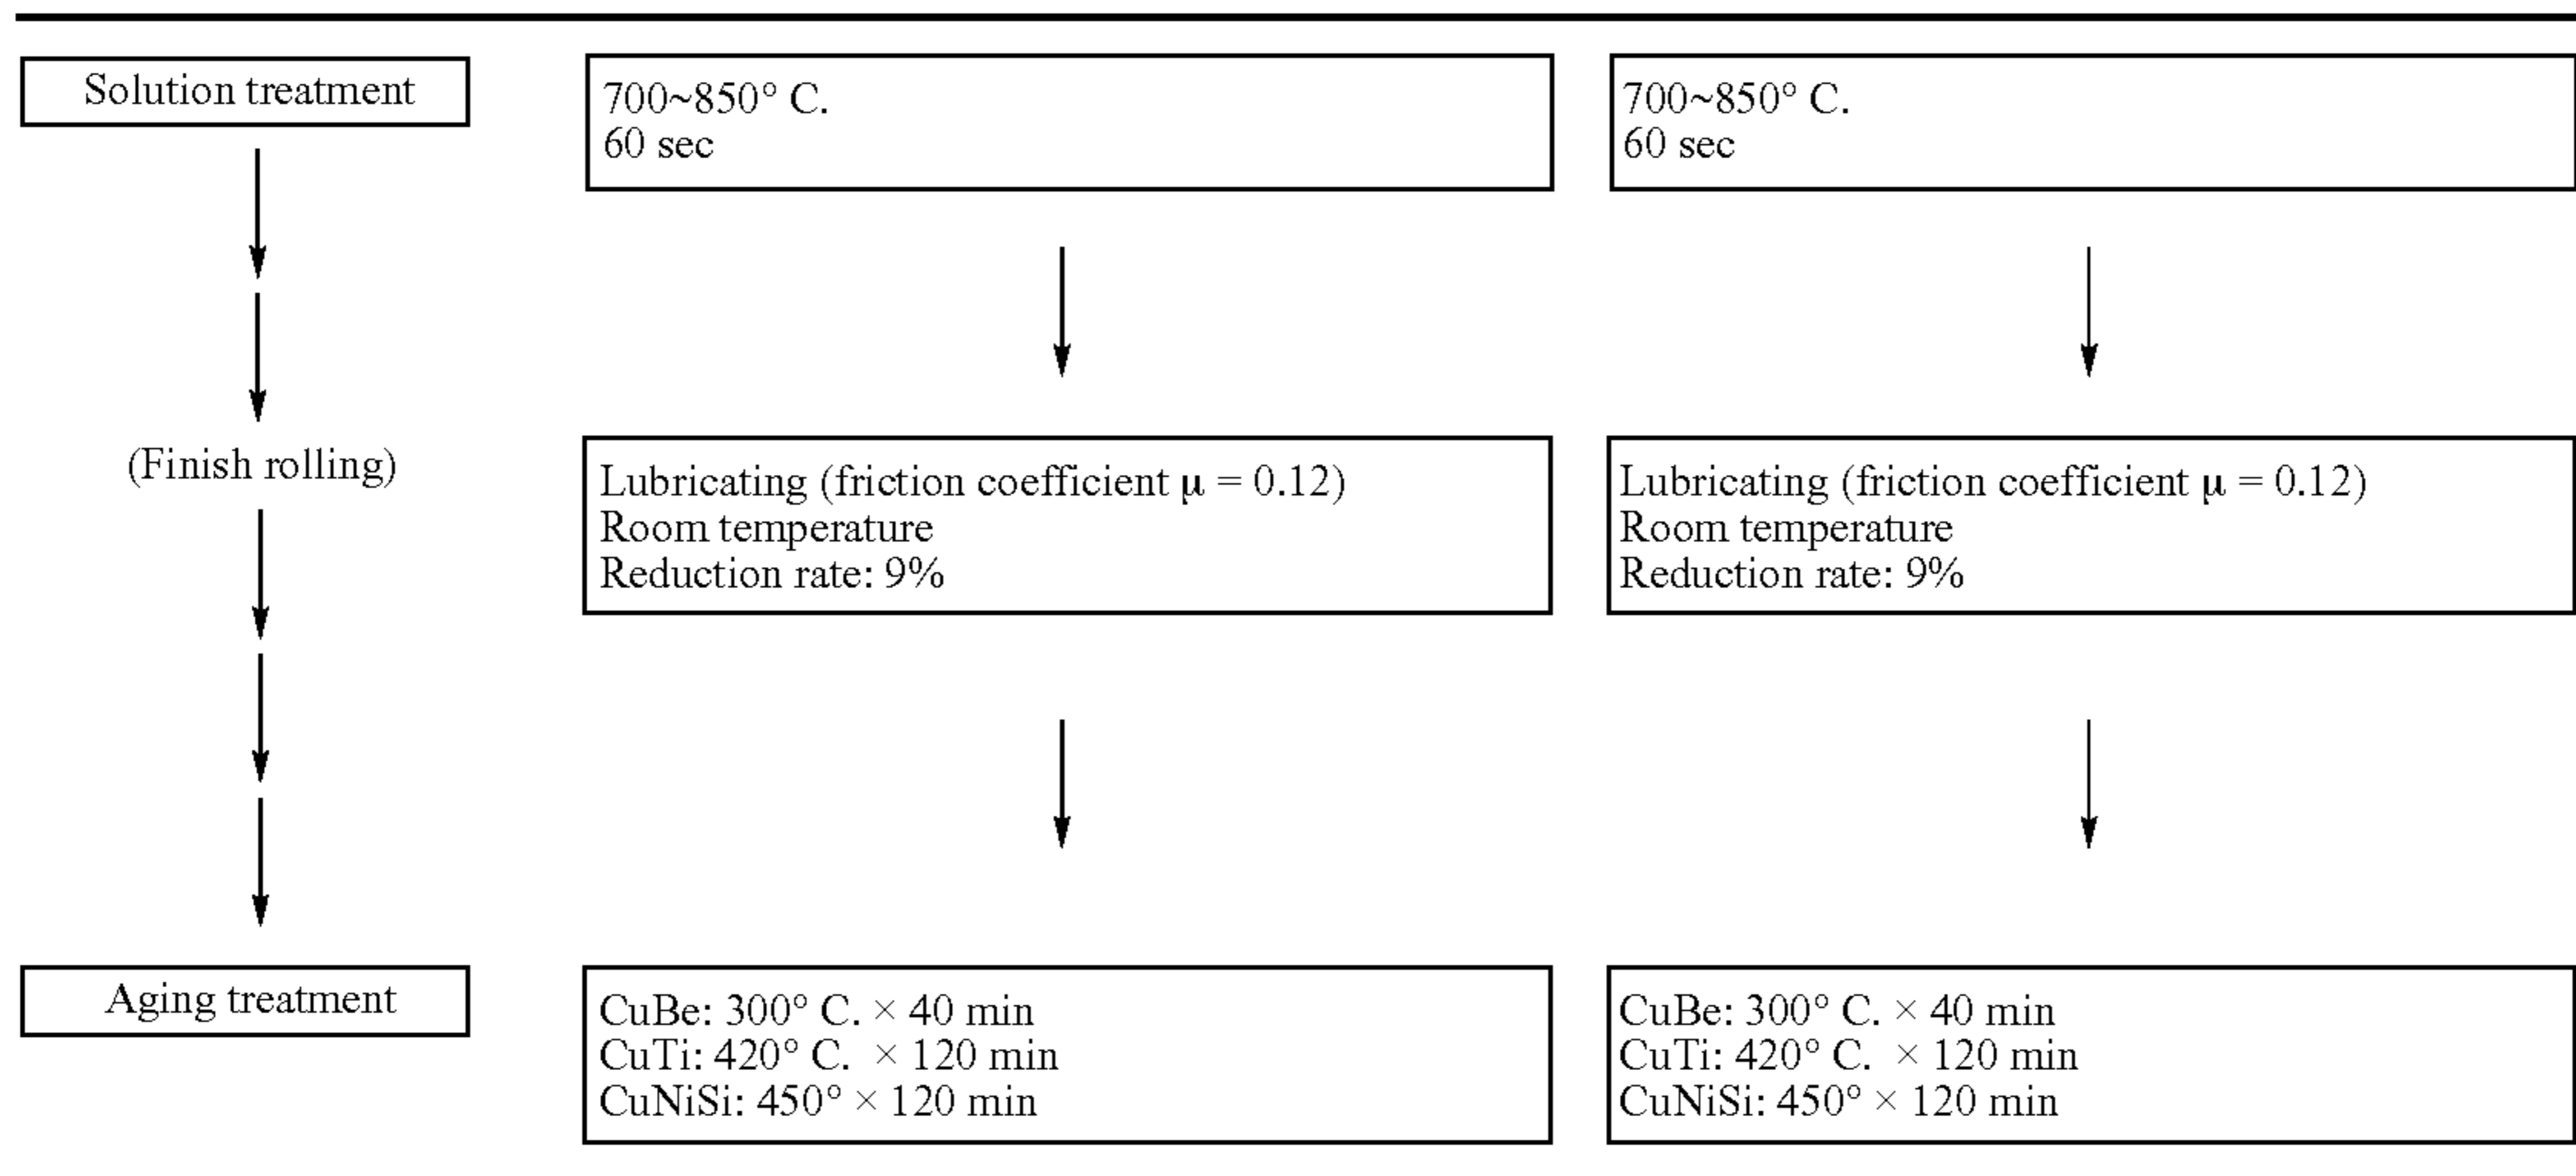 Solution treatment
700~850° C.
60 sec
700~850° C.
60 sec
(Finish rolling)
Lubricating (friction coefficient μ = 0.12)
Room temperature
Reduction rate: 9%
Lubricating (friction coefficient μ = 0.12)
Room temperature
Reduction rate: 9%
Aging treatment
CuBe: 300° C. × 40 min
CuTi: 420° C. × 120 min
CuNiSi: 450° × 120 min
CuBe: 300° C. × 40 min
CuTi: 420° C. × 120 min
CuNiSi: 450° × 120 min